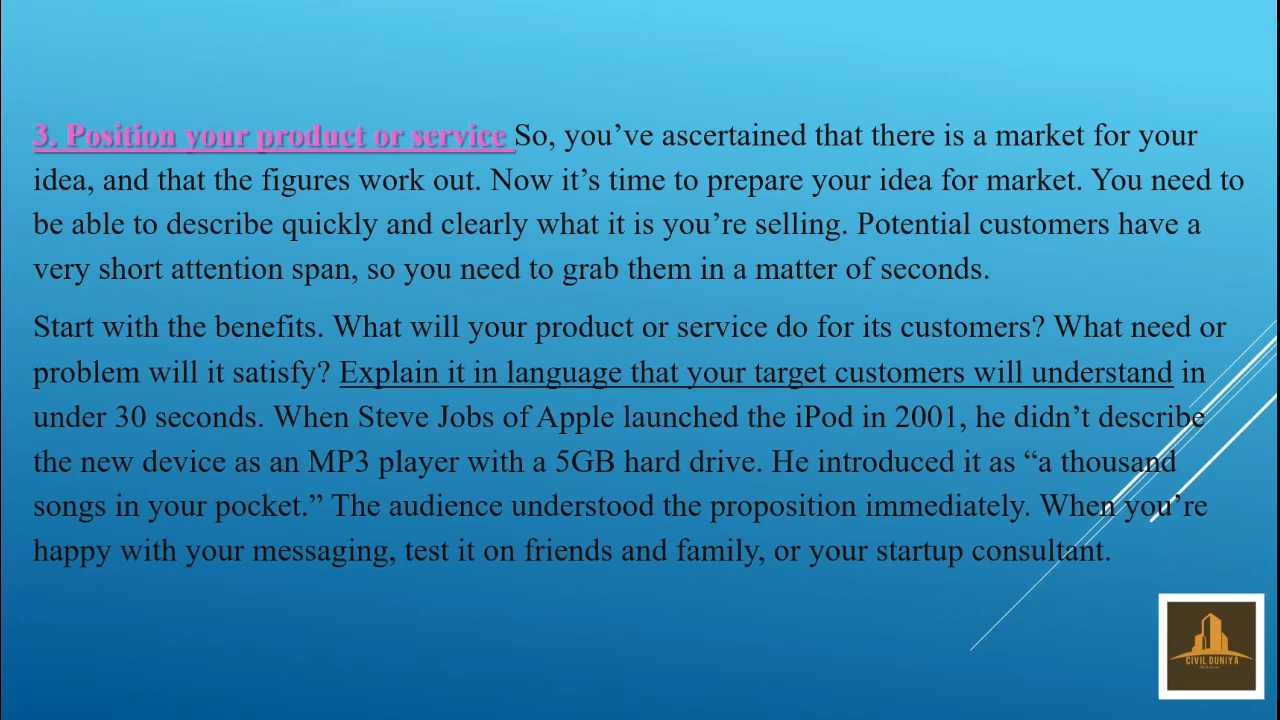 3. Position your product or service So, you’ve ascertained that there is a market for your
idea, and that the figures work out. Now it’s time to prepare your idea for market. You need to
be able to describe quickly and clearly what it is you’re selling. Potential customers have a
very short attention span, so you need to grab them in a matter of seconds.
Start with the benefits. What will your product or service do for its customers? What need or
problem will it satisfy? Explain it in language that your target customers will understand in
under 30 seconds. When Steve Jobs of Apple launched the iPod in 2001, he didn’t describe
the new device as an MP3 player with a 5GB hard drive. He introduced it as “a thousand
songs in your pocket.” The audience understood the proposition immediately. When you’re
happy with your messaging, test it on friends and family, or your startup consultant.
CIVIL DUNIYA